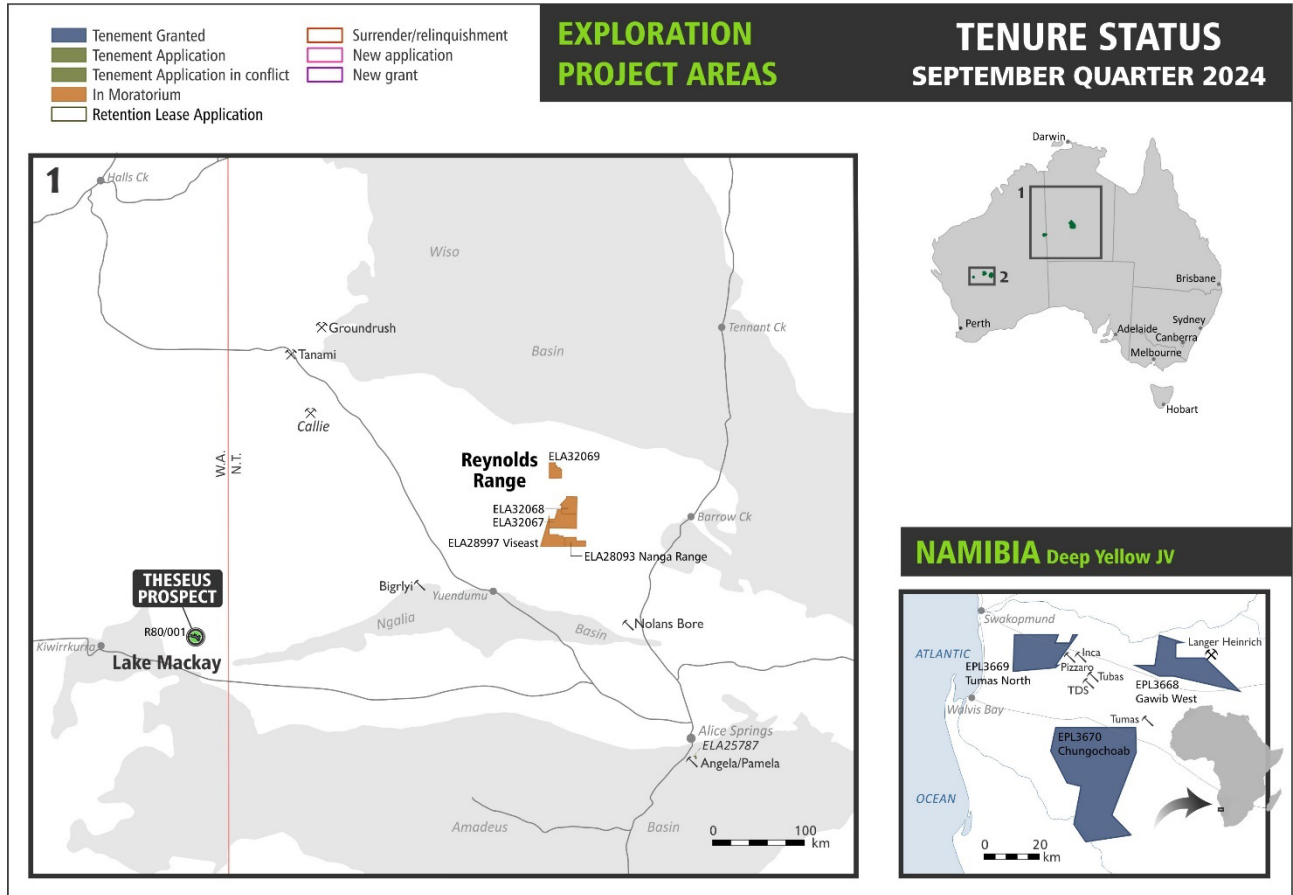 Tenement Granted
Tenement Application
Tenement Application in conflict
In Moratorium
Retention Lease Application
Surrender/relinquishment
New application
New grant
EXPLORATION
PROJECT AREAS
TENURE STATUS
SEPTEMBER QUARTER 2024
1
Halls Ck
Wiso
Groundrush
Tennant Ck
Tanami
Basin
Callie
W.A.
N.T.
Reynolds
Range
ELA32069
ELA32068
ELA32067
Barrow Ck
ELA28997 Viseast
ELA28093 Nanga Range
THESEUS
PROSPECT
Bigrlyi
Yuendumu
Ngalia
Basin
Nolans Bore
R80/001
Kiwirrkurra
Lake Mackay
Alice Springs
ELA25787
Angela/Pamela
Amadeus
Basin
0 100
km
Darwin
1
2
Brisbane
Perth
Adelaide
Sydney
Canberra
Melbourne
Hobart
NAMIBIA Deep Yellow JV
Swakopmund
ATLANTIC
Langer Heinrich
Inca
Pizzaro
EPL3669
Tumas North
Tubas
TDS
EPL3668
Gawib West
Walvis Bay
Tumas
EPL3670
Chungochoab
OCEAN
0 20
km